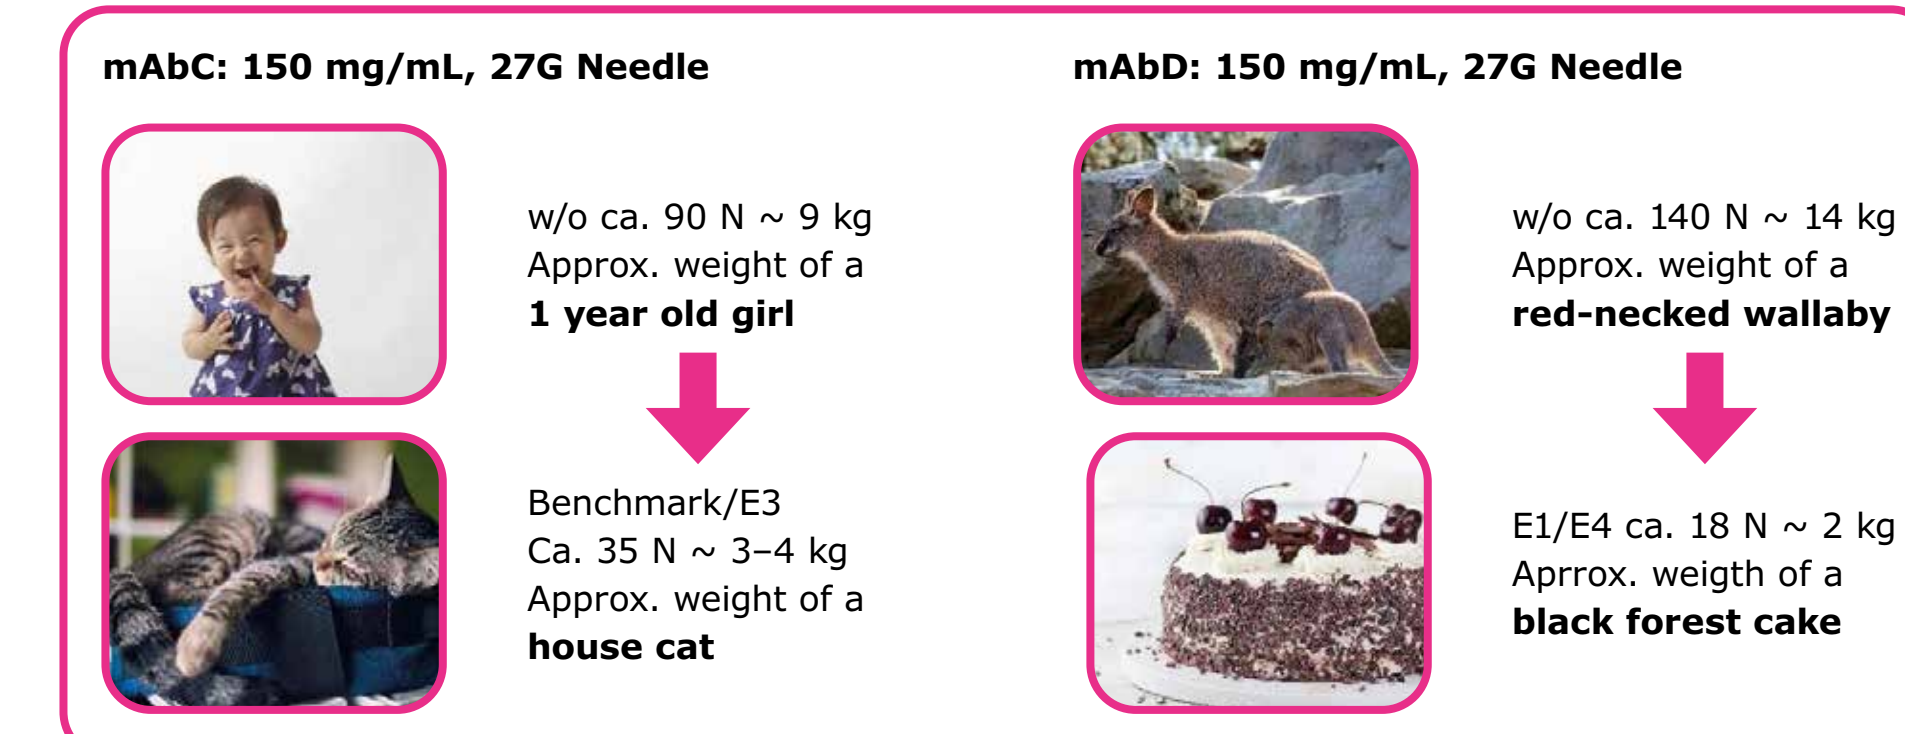 mAbC: 150 mg/mL, 27G Needle
w/o ca. 90 N ~ 9 kg
Approx. weight of a
1 year old girl
Benchmark/E3
Ca. 35 N ~ 3–4 kg
Approx. weight of a
house cat
mAbD: 150 mg/mL, 27G Needle
w/o ca. 140 N ~ 14 kg
Approx. weight of a
red-necked wallaby
E1/E4 ca. 18 N ~ 2 kg
Aprrox. weigth of a
black forest cake